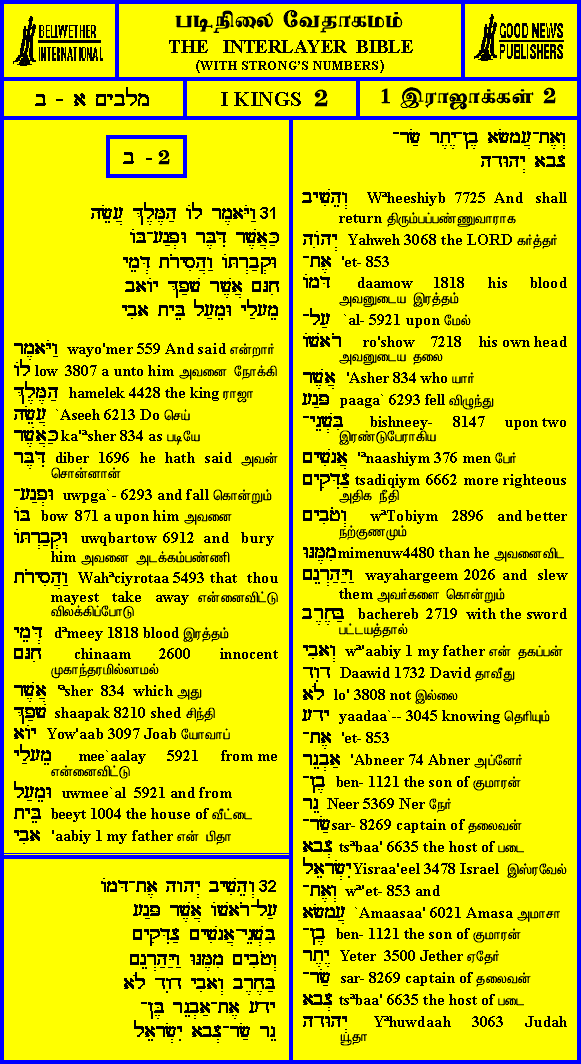 BELLWETHER
INTERNATIONAL
படிநிலை வேதாகமம்
THE INTERLAYER BIBLE
(WITH STRONG'S NUMBERS)
GOOD NEWS
PUBLISHERS
מלבים א - ב
I KINGS 2
1 இராஜாக்கள் 2
ב - 2
31 וַיֹּאמֶר לוֹ הַמֶּלֶךְ עֲשֵׂה
כַּאֲשֶׁר דִּבֶּר וּפְגַע־בּוֹ
וּקְבַרְתּוֹ וַהֲסִירֹתָ דְּמֵי
חִנָּם אֲשֶׁר שָׁפַךְ יוֹאָב
מֵעָלַי וּמֵעַל בֵּית אָבִי
וַיֹּאמֶר wayo'mer 559 And said என்றார்
לוֹ low 3807 a unto him அவனை நோக்கி
הַמֶּלֶךְ hamelek 4428 the king ராஜா
עֲשֵׂה `Aseeh 6213 Do செய்
כַּאֲשֶׁר ka'ªsher 834 as படியே
דִּבֶּר diber 1696 he hath said அவன்
சொன்னான்
וּפְגַע־ uwpga`- 6293 and fall கொன்றும்
בּוֹ bow 871 a upon him அவனை
וּקְבַרְתּוֹ uwqbartow 6912 and bury
him அவனை அடக்கம்பண்ணி
וַהֲסִירֹתָ Wahªciyrotaa 5493 that thou
mayest take away என்னைவிட்டு
விலக்கிப்போடு
דְּמֵי dªmeey 1818 blood இரத்தம்
חִנָּם chinaam 2600 innocent
முகாந்தரமில்லாமல்
אֲשֶׁר 'ªsher 834 which அது
שָׁפַךְ shaapak 8210 shed சிந்தி
יוֹא Yow'aab 3097 Joab யோவாப்
מֵעָלַי mee`aalay 5921 from me
என்னைவிட்டு
וּמֵעַל uwmee`al 5921 and from
בֵּית beeyt 1004 the house of வீட்டை
אָבִי 'aabiy 1 my father என் பிதா
32 וְהֵשִׁיב יְהוָה אֶת־דָּמוֹ
עַל־רֹאשׁוֹ אֲשֶׁר פָּגַע
בִּשְׁנֵי־אֲנָשִׁים צַדִּקִים
וְטֹבִים מִמֶּנּוּ וַיַּהַרְגֵם
בַּחֶרֶב וְאָבִי דָוִד לֹא
יָדָע אֶת־אַבְנֵר בֶּן־
נֵר שַׂר־צְבָא יִשְׂרָאֵל
וְאֶת־עֲמָשָׂא בֶן־יֶתֶר שַׂר־
צְבָא יְהוּדָה
וְהֵשִׁיב Wªheeshiyb 7725 And shall
return திரும்பப்பண்ணுவாராக
יְהוָֹה Yahweh 3068 the LORD கர்த்தர்
אֶת־ 'et- 853
דָּמוֹ daamow 1818 his blood
அவனுடைய இரத்தம்
עַל־ `al- 5921 upon மேல்
רֹאשׁוֹ ro'show 7218 his own head
அவனுடைய தலை
אֲשֶׁר 'Asher 834 who யார்
פָּגַע paaga` 6293 fell விழுந்து
בִּשְׁנֵי־ bishneey- 8147 upon two
இரண்டுபேராகிய
אֲנָשִׁים 'ªnaashiym 376 men பேர்
צַדִּקִים tsadiqiym 6662 more righteous
அதிக நீதி
וְטֹבִים wªTobiym 2896 and better
நற்குணமும்
מִמֶּנּוּ mimenuw4480 than he அவனைவிட
וַיַּהַרְגֵם wayahargeem 2026 and slew
them அவர்களை கொன்றும்
בַּחֶרֶב bachereb 2719 with the sword
பட்டயத்தால்
וְאָבִי wª'aabiy 1 my father என் தகப்பன்
דָוִד Daawid 1732 David தாவீது
לֹא lo' 3808 not இல்லை
יָדָע yaadaa`-- 3045 knowing தெரியும்
אֶת־ 'et- 853
אַבְנֵר 'Abneer 74 Abner அப்னேர்
בֶּן־ ben- 1121 the son of குமாரன்
נֵר Neer 5369 Ner நேர்
שַׂר־ sar- 8269 captain of தலைவன்
צְבָא tsªbaa' 6635 the host of படை
יִשְׂרָאֵל Yisraa'eel 3478 Israel இஸ்ரவேல்
וְאֶת־ wª'et- 853 and
עֲמָשָׂא `Amaasaa' 6021 Amasa அமாசா
בֶן־ ben- 1121 the son of குமாரன்
יֶתֶר Yeter 3500 Jether ஏதேர்
שַׂר־ sar- 8269 captain of தலைவன்
צְבָא tsªbaa' 6635 the host of படை
יְהוּדָה Yªhuwdaah 3063 Judah
யூதா